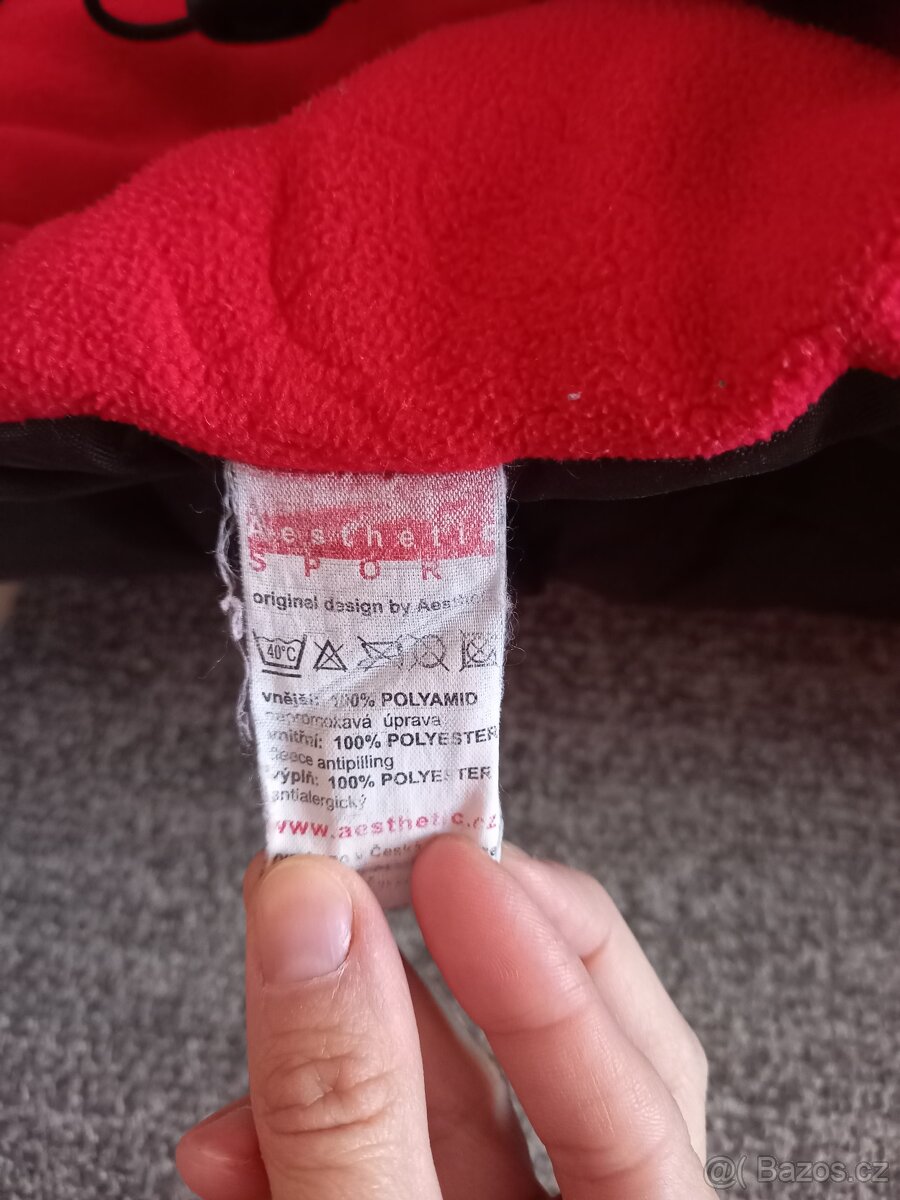 Aesthetic
SPOR
original design by Aesthe
40°C
vnější: 100% POLYAMID
nepromokavá úprava
vnitřní: 100% POLYESTER
fleece antipilling
výplň: 100% POLYESTER
antialergický
www.aesthetic.cz
v Česk
@( Bazos.cz